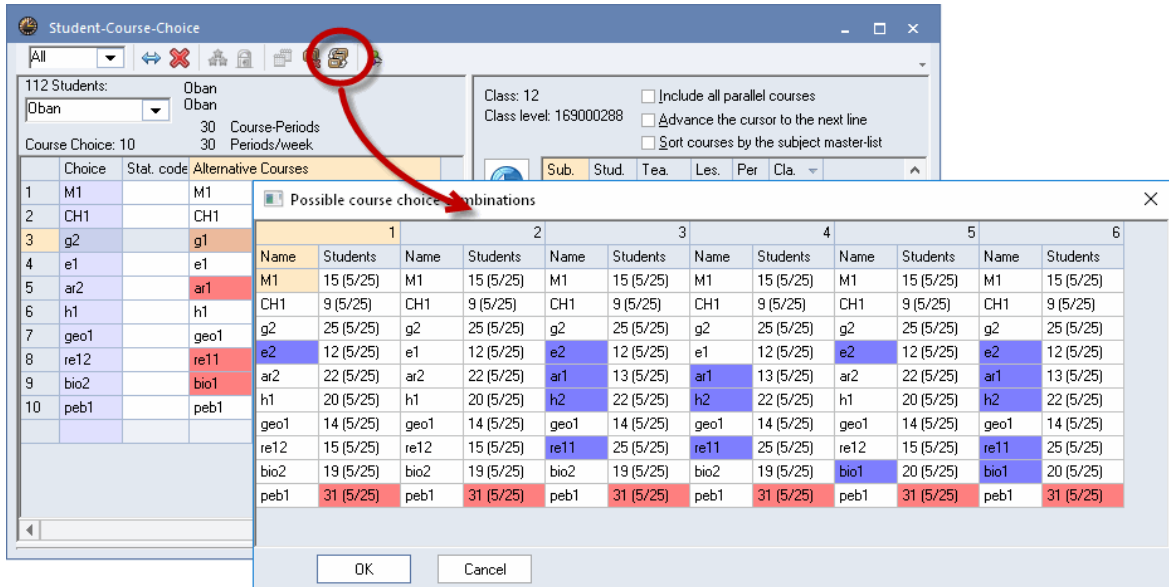 Student-Course-Choice
All
112 Students: Oban
Oban Oban
30 Course-Periods
Course Choice: 10 30 Periods/week
Class: 12
Class level: 169000288
Include all parallel courses
Advance the cursor to the next line
Sort courses by the subject master-list
Choice Stat. code Alternative Courses
1 M1 M1
2 CH1 CH1
3 g2 g1
4 e1 e1
5 ar2 ar1
6 h1 h1
7 geo1 geo1
8 re12 re11
9 bio2 bio1
10 peb1 peb1
Sub. Stud. Tea. Les. Per Cla.
Possible course choice combinations
1 2 3 4 5 6
Name Students Name Students Name Students Name Students Name Students Name Students
M1 15 (5/25) M1 15 (5/25) M1 15 (5/25) M1 15 (5/25) M1 15 (5/25) M1 15 (5/25)
CH1 9 (5/25) CH1 9 (5/25) CH1 9 (5/25) CH1 9 (5/25) CH1 9 (5/25) CH1 9 (5/25)
g2 25 (5/25) g2 25 (5/25) g2 25 (5/25) g2 25 (5/25) g2 25 (5/25) g2 25 (5/25)
e2 12 (5/25) e1 12 (5/25) e2 12 (5/25) e1 12 (5/25) e2 12 (5/25) e2 12 (5/25)
ar2 22 (5/25) ar2 22 (5/25) ar1 13 (5/25) ar1 13 (5/25) ar2 22 (5/25) ar1 13 (5/25)
h1 20 (5/25) h1 20 (5/25) h2 22 (5/25) h2 22 (5/25) h1 20 (5/25) h2 22 (5/25)
geo1 14 (5/25) geo1 14 (5/25) geo1 14 (5/25) geo1 14 (5/25) geo1 14 (5/25) geo1 14 (5/25)
re12 15 (5/25) re12 15 (5/25) re11 25 (5/25) re11 25 (5/25) re12 15 (5/25) re11 25 (5/25)
bio2 19 (5/25) bio2 19 (5/25) bio2 19 (5/25) bio2 19 (5/25) bio1 20 (5/25) bio1 20 (5/25)
peb1 31 (5/25) peb1 31 (5/25) peb1 31 (5/25) peb1 31 (5/25) peb1 31 (5/25) peb1 31 (5/25)
OK Cancel